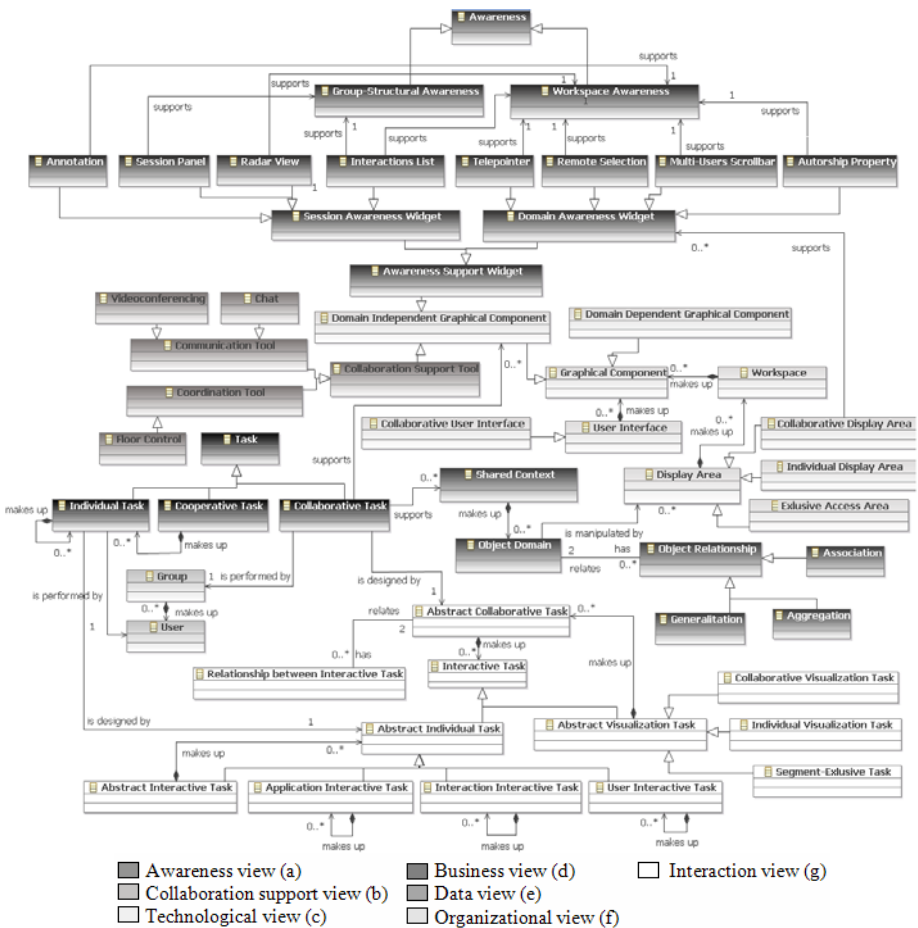 Awareness
supports
supports
1
1
supports
Group-Structural Awareness
Workspace Awareness
1
1
supports
supports
1
supports
1
1
supports
1
supports
Annotation
Session Panel
Radar View
Interactions List
Telepointer
Remote Selection
Multi-Users Scrollbar
Autorship Property
1
Session Awareness Widget
Domain Awareness Widget
0..*
supports
Awareness Support Widget
Videoconferencing
Chat
Domain Independent Graphical Component
Domain Dependent Graphical Component
Communication Tool
0..*
Collaboration Support Tool
Graphical Component
0..*
makes up
Workspace
Coordination Tool
0..*
makes up
0..*
Collaborative User Interface
User Interface
makes up
Collaborative Display Area
Floor Control
Task
supports
0..*
Shared Context
Display Area
Individual Display Area
0..*
Exlusive Access Area
makes up
Individual Task
Cooperative Task
Collaborative Task
supports
makes up
0..*
is manipulated by
0..*
0..*
makes up
Object Domain
2
has
Object Relationship
Association
relates
0..*
Group
1
is performed by
is designed by
is performed by
0..*
makes up
1
Generalitation
Aggregation
1
User
relates
Abstract Collaborative Task
0..*
2
makes up
0..*
has
0..*
Relationship between Interactive Task
Interactive Task
makes up
Collaborative Visualization Task
is designed by
1
Abstract Individual Task
Abstract Visualization Task
Individual Visualization Task
makes up
0..*
Segment-Exlusive Task
Abstract Interactive Task
Application Interactive Task
Interaction Interactive Task
User Interactive Task
0..*
0..*
0..*
makes up
makes up
makes up
Awareness view (a)
Business view (d)
Interaction view (g)
Collaboration support view (b)
Data view (e)
Technological view (c)
Organizational view (f)